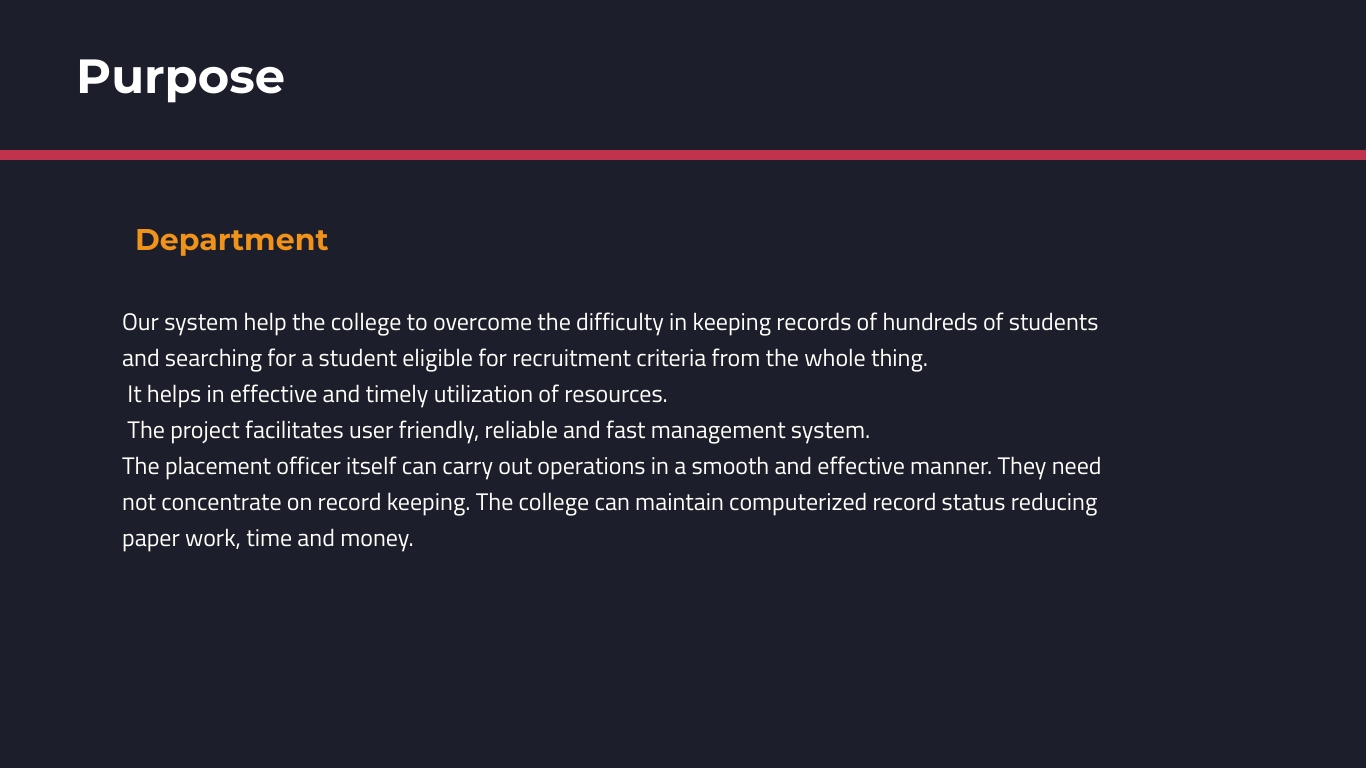 Purpose
Department
Our system help the college to overcome the difficulty in keeping records of hundreds of students
and searching for a student eligible for recruitment criteria from the whole thing.
It helps in effective and timely utilization of resources.
The project facilitates user friendly, reliable and fast management system.
The placement officer itself can carry out operations in a smooth and effective manner. They need
not concentrate on record keeping. The college can maintain computerized record status reducing
paper work, time and money.